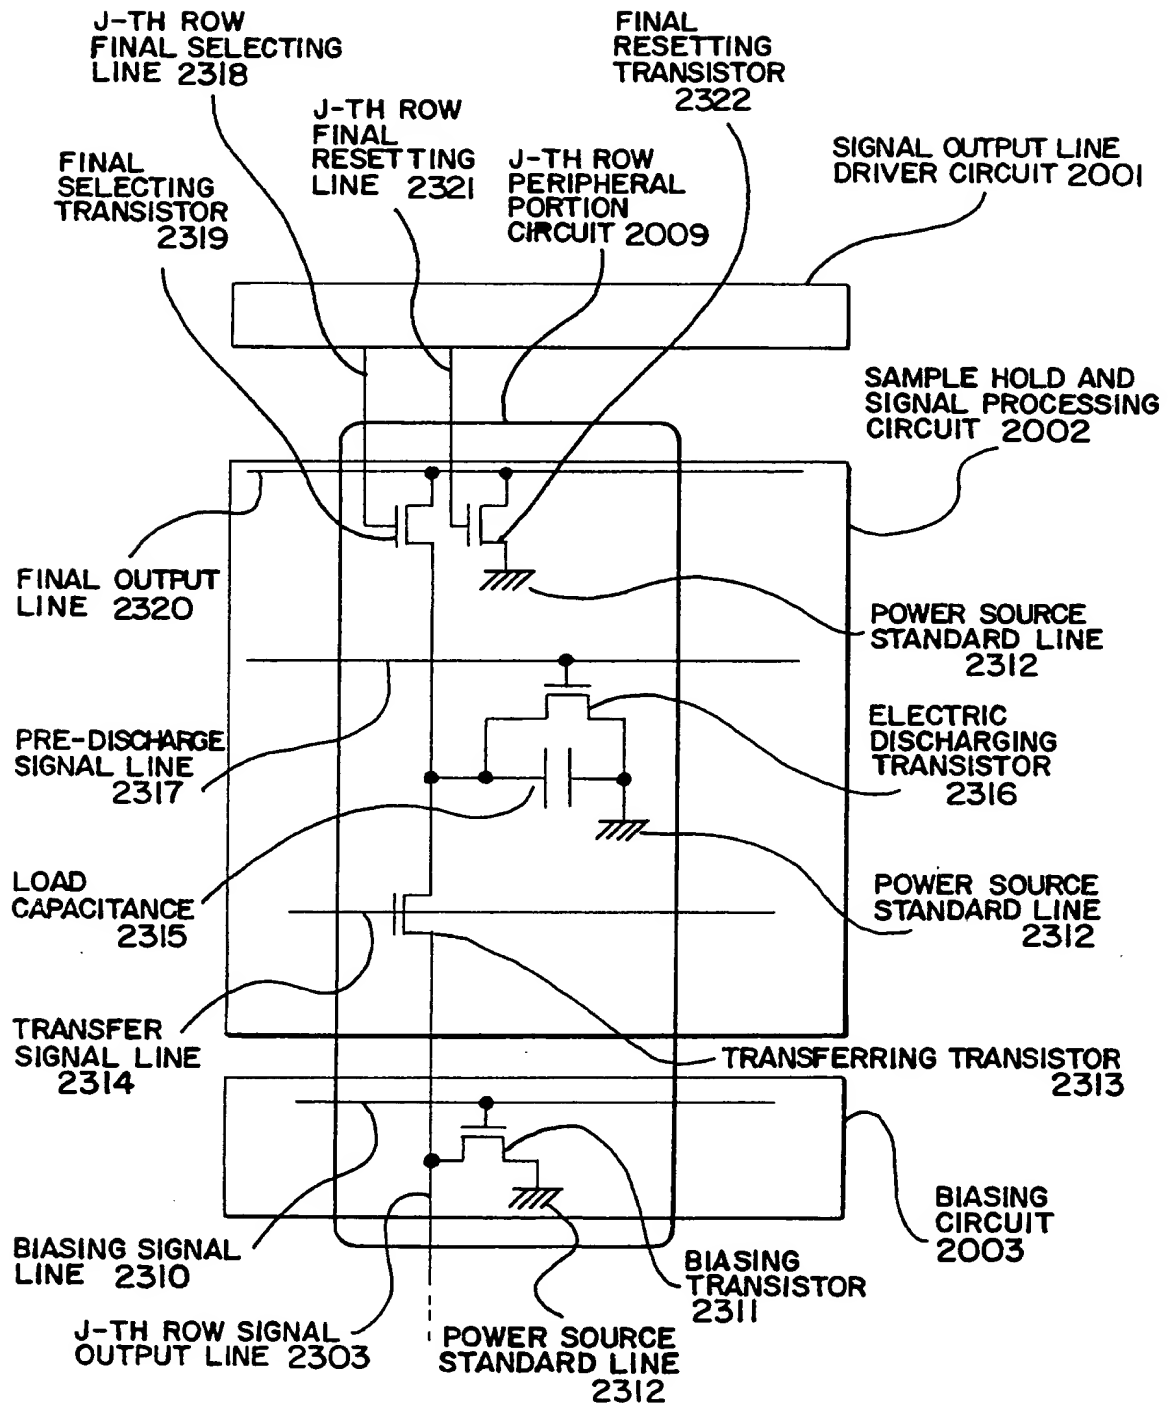 J-TH ROW
FINAL SELECTING
LINE 2318
FINAL
RESETTING
TRANSISTOR
2322
J-TH ROW
FINAL
RESETTING
LINE 2321
FINAL
SELECTING
TRANSISTOR
2319
J-TH ROW
PERIPHERAL
PORTION
CIRCUIT 2009
SIGNAL OUTPUT LINE
DRIVER CIRCUIT 2001
SAMPLE HOLD AND
SIGNAL PROCESSING
CIRCUIT 2002
FINAL OUTPUT
LINE 2320
POWER SOURCE
STANDARD LINE
2312
PRE-DISCHARGE
SIGNAL LINE
2317
ELECTRIC
DISCHARGING
TRANSISTOR
2316
LOAD
CAPACITANCE
2315
POWER SOURCE
STANDARD LINE
2312
TRANSFER
SIGNAL LINE
2314
TRANSFERRING TRANSISTOR
2313
BIASING
CIRCUIT
2003
BIASING SIGNAL
LINE 2310
BIASING
TRANSISTOR
2311
J-TH ROW SIGNAL
OUTPUT LINE 2303
POWER SOURCE
STANDARD LINE
2312